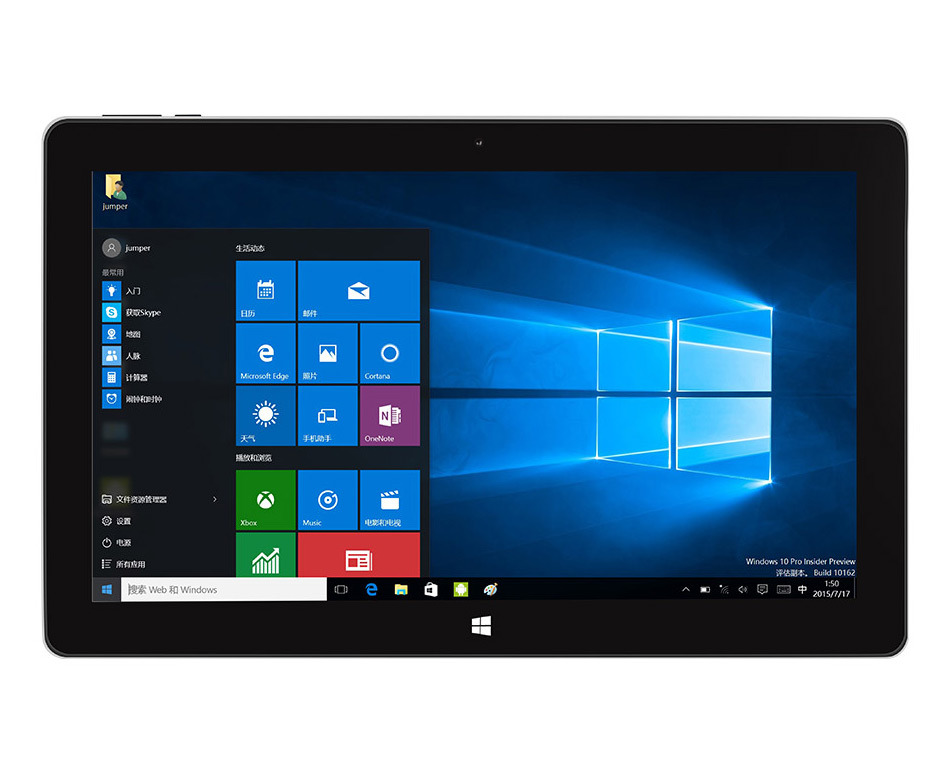 jumper
jumper
最常用
入门
获取Skype
地图
人脉
计算器
闹钟和时钟
文件资源管理器
设置
电源
所有应用
生活动态
日历
邮件
Microsoft Edge
照片
Cortana
天气
手机助手
OneNote
播放和浏览
Xbox
Music
电影和电视
Windows 10 Pro Insider Preview
评估副本。 Build 10162
搜索 Web 和 Windows
中
1:50
2015/7/17